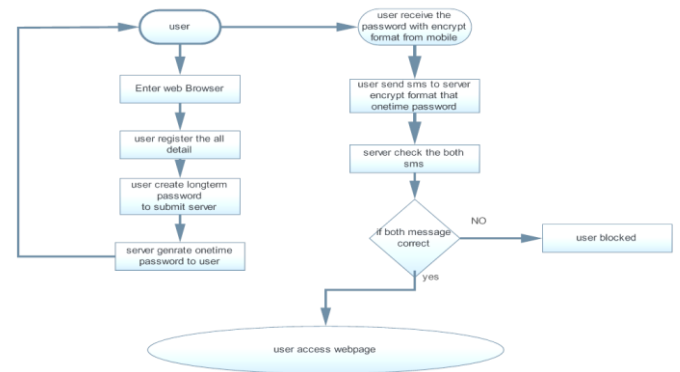 user
Enter web Browser
user register the all
detail
user create longterm
password
to submit server
server genrate onetime
password to user
user receive the
password with encrypt
format from mobile
user send sms to server
encrypt format that
onetime password
server check the both
sms
if both message
correct
NO
user blocked
yes
user access webpage